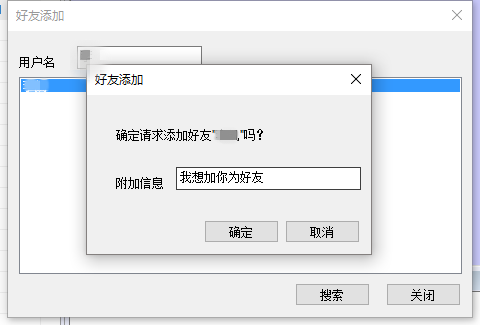 好友添加
用户名
好友添加
确定请求添加好友" "吗?
附加信息 我想加你为好友
确定 取消
搜索 关闭